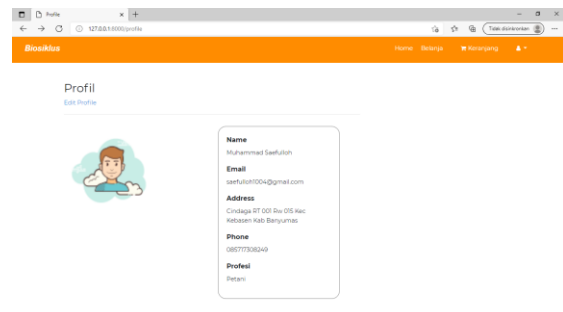 Profile
127.0.0.1:8000/profile
Tidak disinkronkan
Biosiklus
Home Belanja Keranjang
Profil
Edit Profile
Name
Muhammad Saefulloh
Email
saefulloh1004@gmail.com
Address
Cindaga RT 001 Rw 015 Kec
Kebasen Kab Banyumas
Phone
085717308249
Profesi
Petani